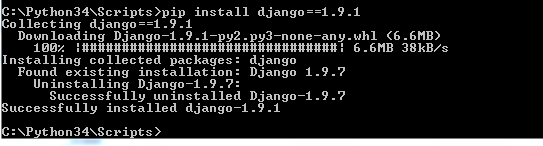 C:\Python34\Scripts>pip install django==1.9.1
Collecting django==1.9.1
Downloading Django-1.9.1-py2.py3-none-any.whl (6.6MB)
100% |################################| 6.6MB 38kB/s
Installing collected packages: django
Found existing installation: Django 1.9.7
Uninstalling Django-1.9.7:
Successfully uninstalled Django-1.9.7
Successfully installed django-1.9.1
C:\Python34\Scripts>